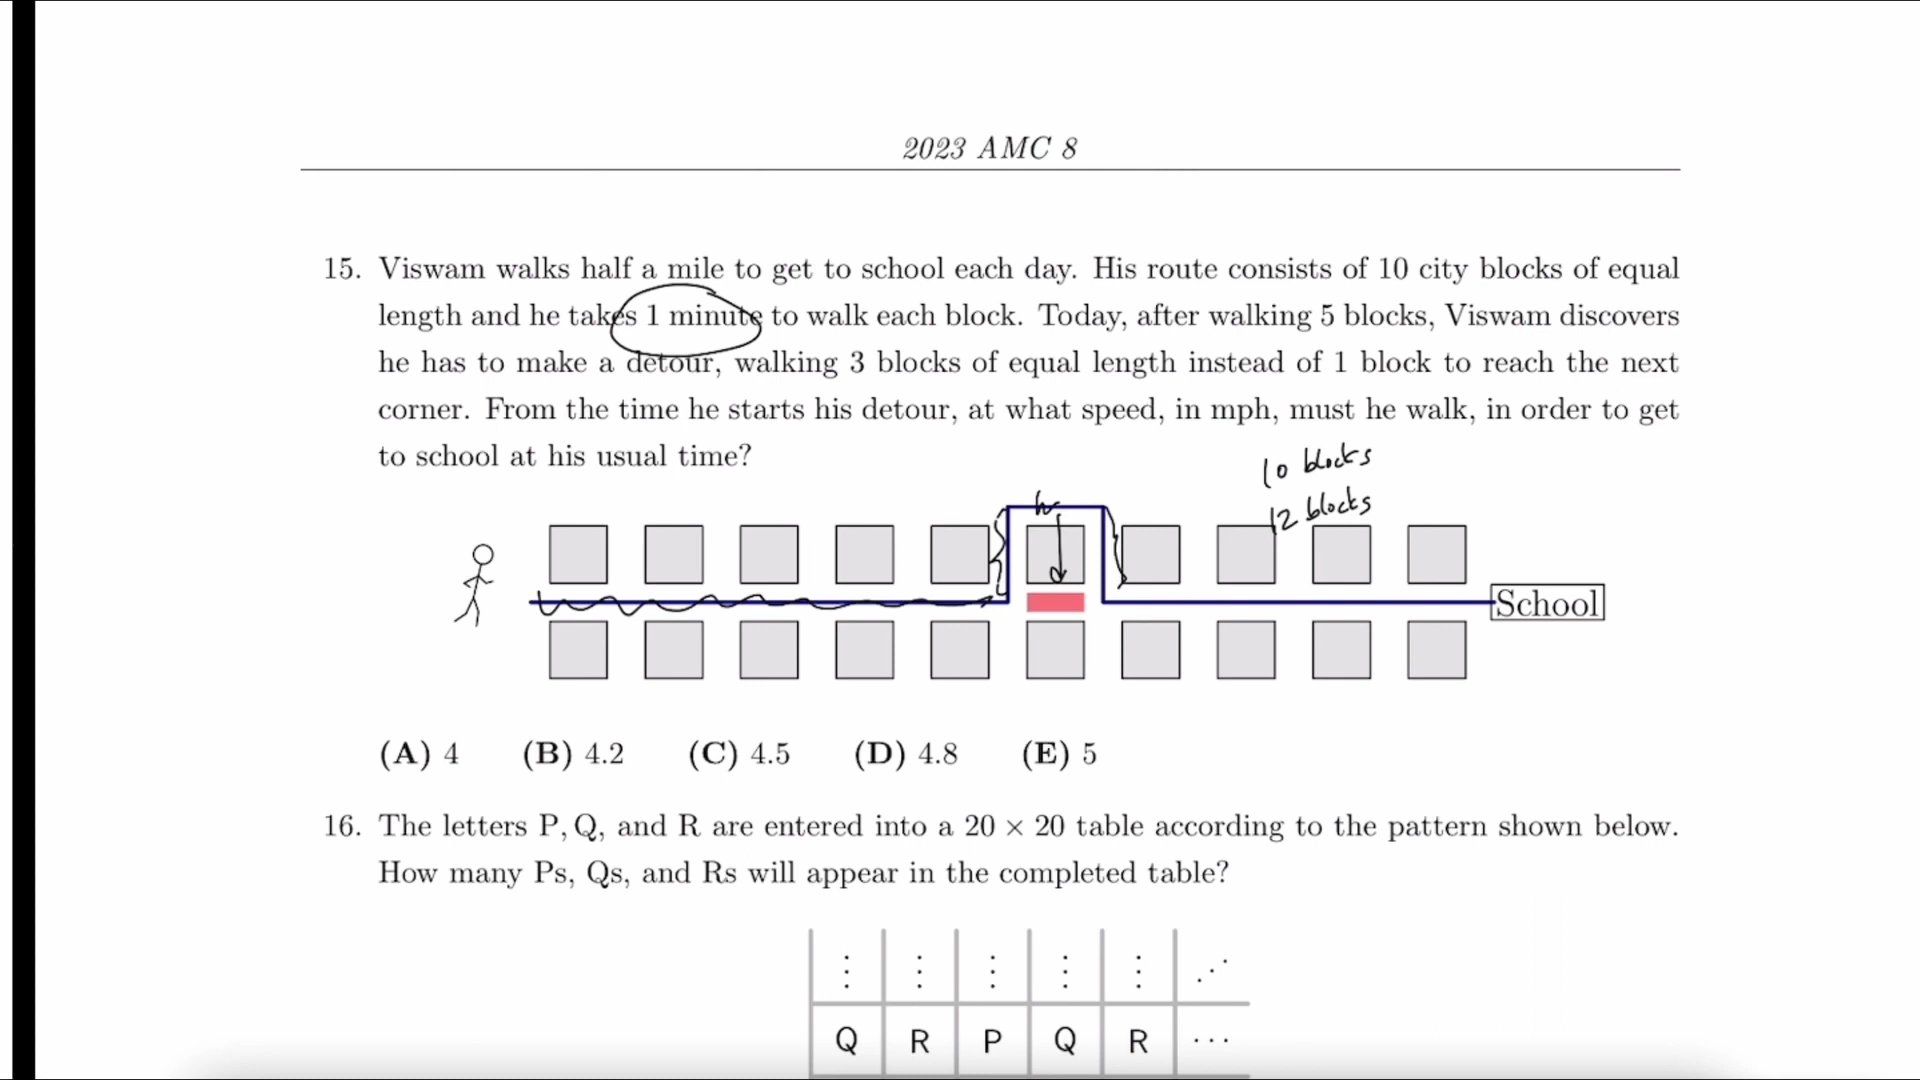 2023 AMC 8
15. Viswam walks half a mile to get to school each day. His route consists of 10 city blocks of equal
length and he takes 1 minute to walk each block. Today, after walking 5 blocks, Viswam discovers
he has to make a detour, walking 3 blocks of equal length instead of 1 block to reach the next
corner. From the time he starts his detour, at what speed, in mph, must he walk, in order to get
to school at his usual time?
10 blocks
12 blocks
School
(A) 4 (B) 4.2 (C) 4.5 (D) 4.8 (E) 5
16. The letters P, Q, and R are entered into a 20 × 20 table according to the pattern shown below.
How many Ps, Qs, and Rs will appear in the completed table?
⋮ ⋮ ⋮ ⋮ ⋮ ⋰
Q R P Q R ⋯